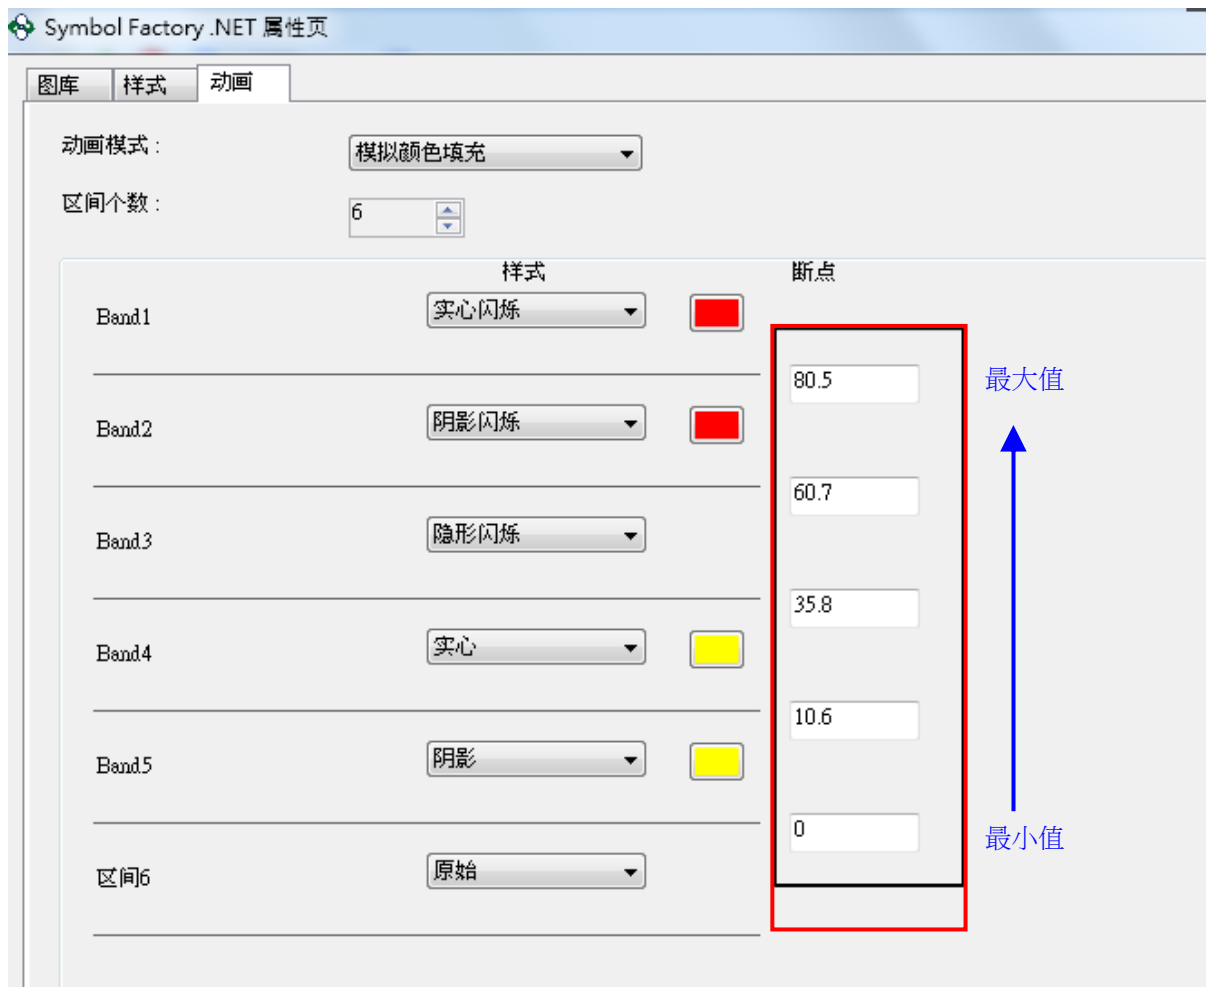 Symbol Factory .NET 属性页
图库 样式 动画
动画模式 : 模拟颜色填充
区间个数 : 6
样式 断点
Band1 实心闪烁
80.5 最大值
Band2 阴影闪烁
60.7
Band3 隐形闪烁
35.8
Band4 实心
10.6
Band5 阴影
0 最小值
区间6 原始